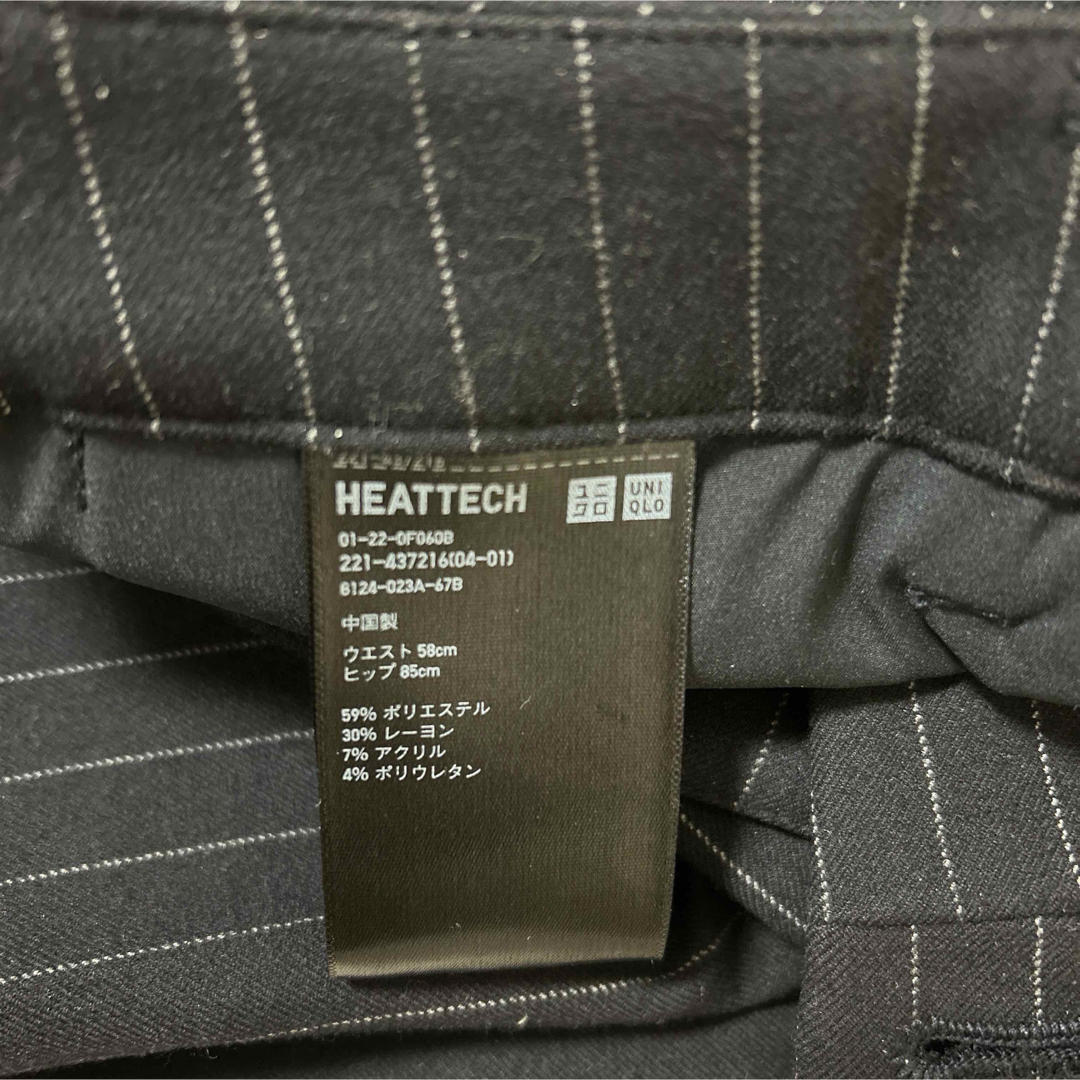 HEATTECH
ユニ
クロ
UNI
QLO
01-22-0F060B
221-437216(04-01)
8124-023A-67B
中国製
ウエスト 58cm
ヒップ 85cm
59% ポリエステル
30% レーヨン
7% アクリル
4% ポリウレタン